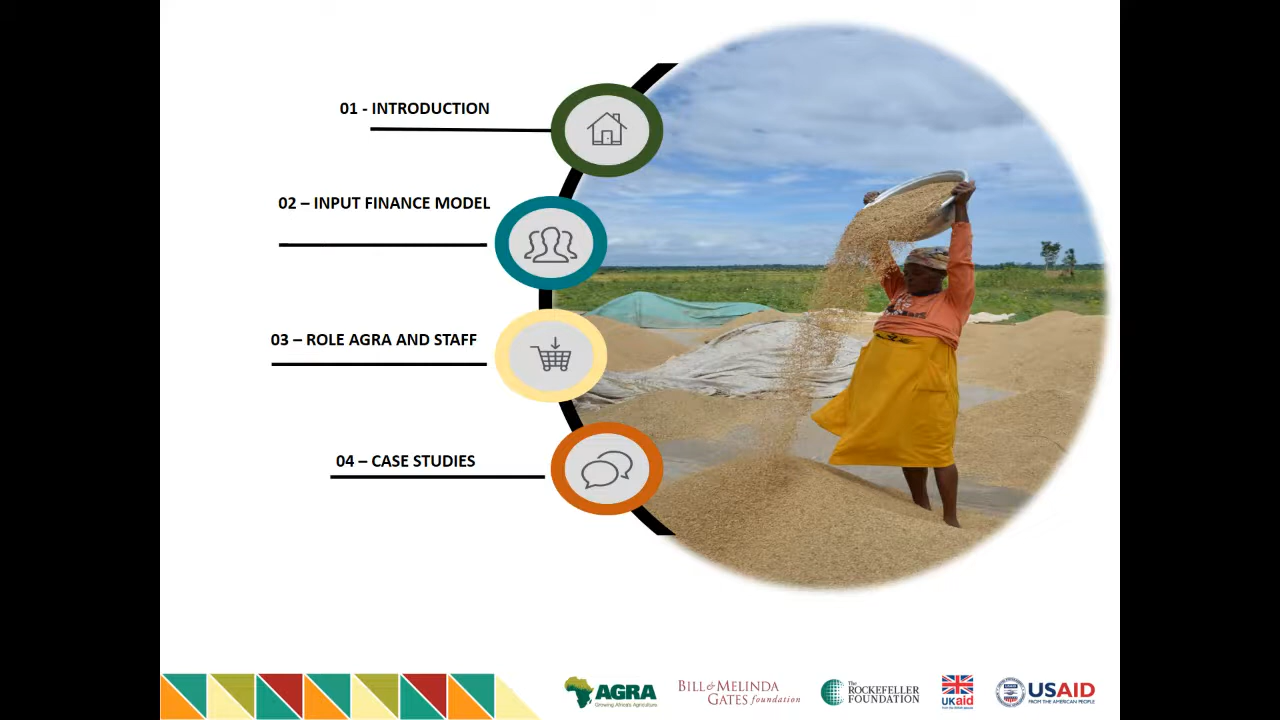 01 - INTRODUCTION
02 – INPUT FINANCE MODEL
03 – ROLE AGRA AND STAFF
04 – CASE STUDIES
AGRA
Growing Africa's Agriculture
BILL & MELINDA
GATES foundation
The
ROCKEFELLER
FOUNDATION
UKaid
USAID
FROM THE AMERICAN PEOPLE